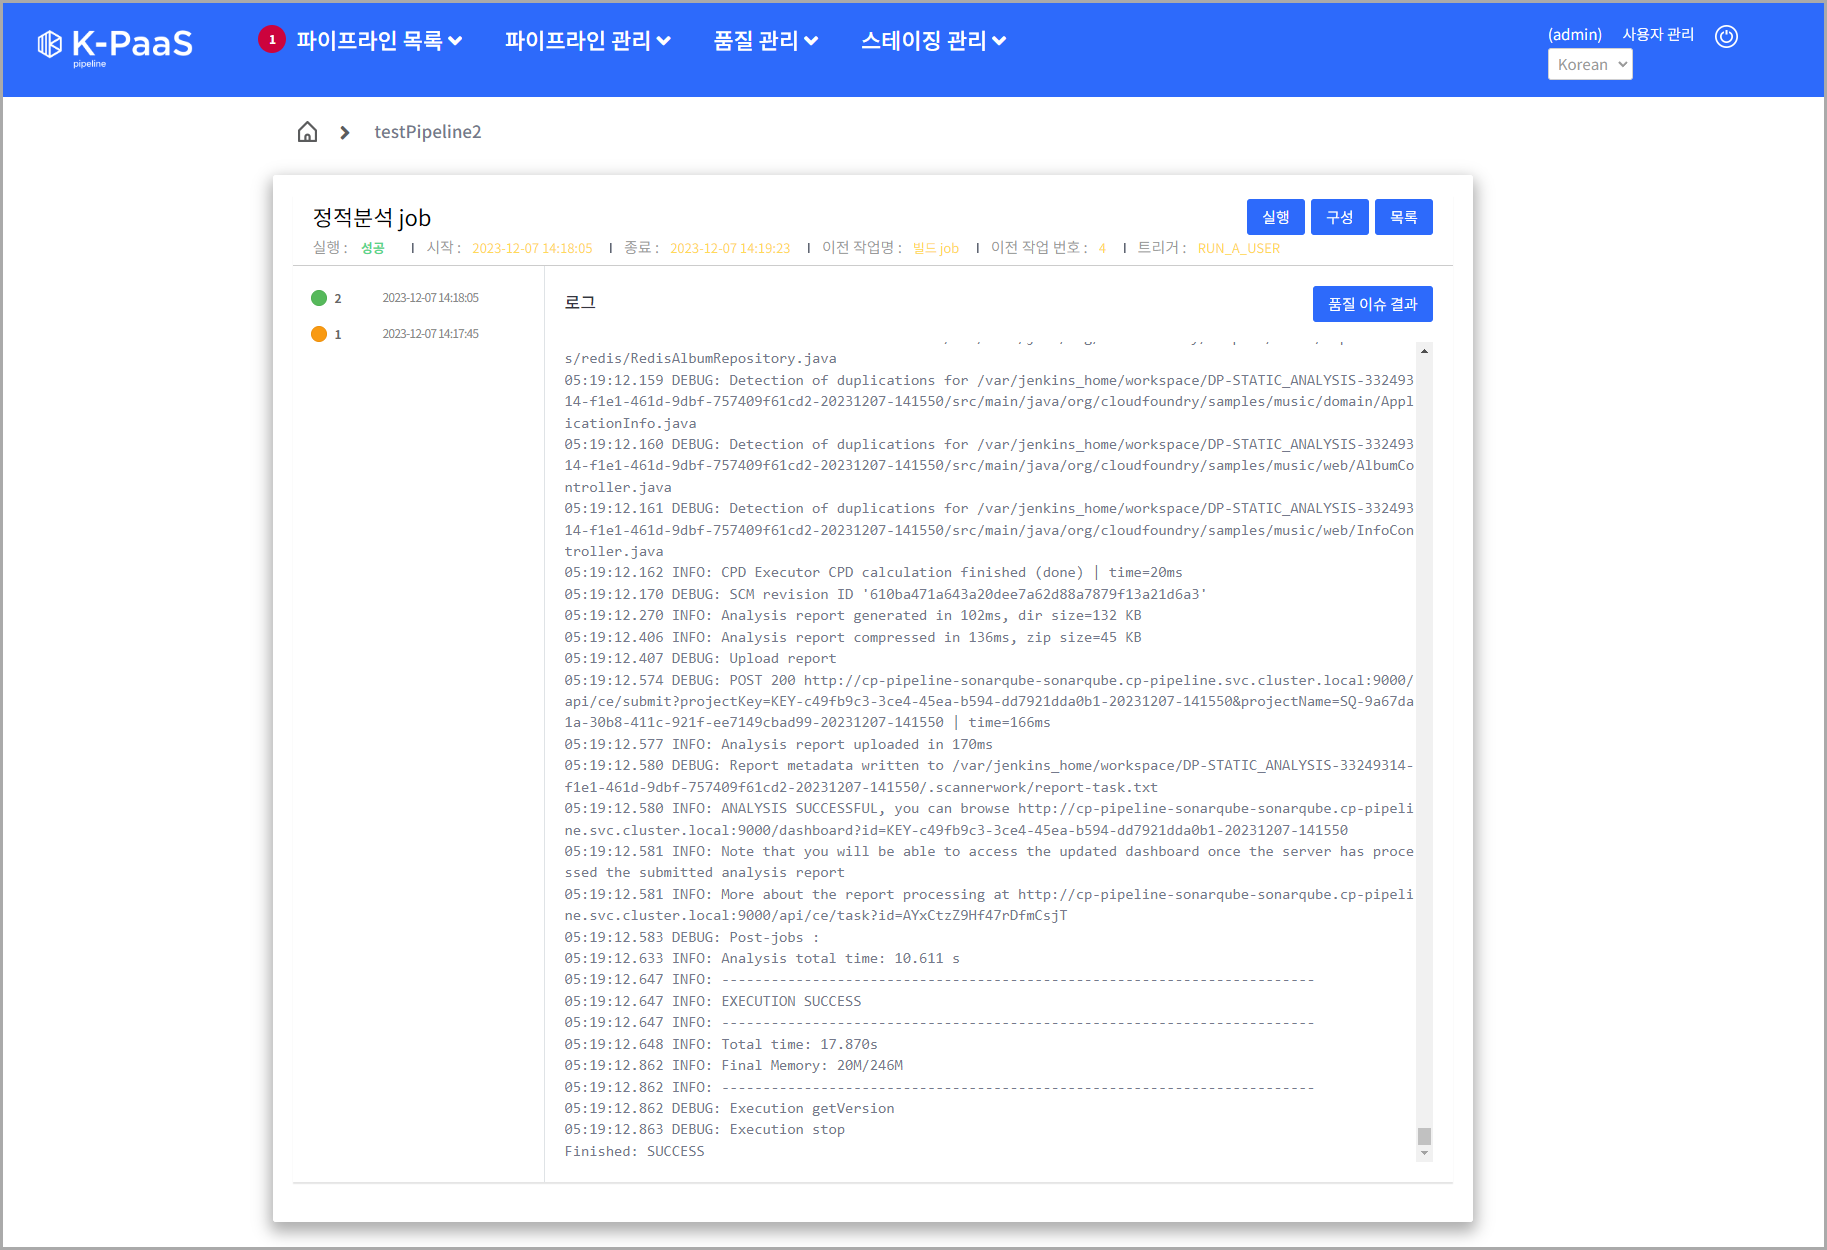 K-PaaS
pipeline
1 파이프라인 목록 파이프라인 관리 품질 관리 스테이징 관리
(admin) 사용자 관리
Korean
testPipeline2
정적분석 job
실행 구성 목록
실행 : 성공 I 시작 : 2023-12-07 14:18:05 I 종료 : 2023-12-07 14:19:23 I 이전 작업명 : 빌드 job I 이전 작업 번호 : 4 I 트리거 : RUN_A_USER
2 2023-12-07 14:18:05
1 2023-12-07 14:17:45
로그
품질 이슈 결과
s/redis/RedisAlbumRepository.java
05:19:12.159 DEBUG: Detection of duplications for /var/jenkins_home/workspace/DP-STATIC_ANALYSIS-332493
14-f1e1-461d-9dbf-757409f61cd2-20231207-141550/src/main/java/org/cloudfoundry/samples/music/domain/Appl
icationInfo.java
05:19:12.160 DEBUG: Detection of duplications for /var/jenkins_home/workspace/DP-STATIC_ANALYSIS-332493
14-f1e1-461d-9dbf-757409f61cd2-20231207-141550/src/main/java/org/cloudfoundry/samples/music/web/AlbumCo
ntroller.java
05:19:12.161 DEBUG: Detection of duplications for /var/jenkins_home/workspace/DP-STATIC_ANALYSIS-332493
14-f1e1-461d-9dbf-757409f61cd2-20231207-141550/src/main/java/org/cloudfoundry/samples/music/web/InfoCon
troller.java
05:19:12.162 INFO: CPD Executor CPD calculation finished (done) | time=20ms
05:19:12.170 DEBUG: SCM revision ID '610ba471a643a20dee7a62d88a7879f13a21d6a3'
05:19:12.270 INFO: Analysis report generated in 102ms, dir size=132 KB
05:19:12.406 INFO: Analysis report compressed in 136ms, zip size=45 KB
05:19:12.407 DEBUG: Upload report
05:19:12.574 DEBUG: POST 200 http://cp-pipeline-sonarqube-sonarqube.cp-pipeline.svc.cluster.local:9000/
api/ce/submit?projectKey=KEY-c49fb9c3-3ce4-45ea-b594-dd7921dda0b1-20231207-141550&projectName=SQ-9a67da
1a-30b8-411c-921f-ee7149cbad99-20231207-141550 | time=166ms
05:19:12.577 INFO: Analysis report uploaded in 170ms
05:19:12.580 DEBUG: Report metadata written to /var/jenkins_home/workspace/DP-STATIC_ANALYSIS-33249314-
f1e1-461d-9dbf-757409f61cd2-20231207-141550/.scannerwork/report-task.txt
05:19:12.580 INFO: ANALYSIS SUCCESSFUL, you can browse http://cp-pipeline-sonarqube-sonarqube.cp-pipeli
ne.svc.cluster.local:9000/dashboard?id=KEY-c49fb9c3-3ce4-45ea-b594-dd7921dda0b1-20231207-141550
05:19:12.581 INFO: Note that you will be able to access the updated dashboard once the server has proce
ssed the submitted analysis report
05:19:12.581 INFO: More about the report processing at http://cp-pipeline-sonarqube-sonarqube.cp-pipeli
ne.svc.cluster.local:9000/api/ce/task?id=AYxCtzZ9Hf47rDfmCsjT
05:19:12.583 DEBUG: Post-jobs :
05:19:12.633 INFO: Analysis total time: 10.611 s
05:19:12.647 INFO: ------------------------------------------------------------------------
05:19:12.647 INFO: EXECUTION SUCCESS
05:19:12.647 INFO: ------------------------------------------------------------------------
05:19:12.648 INFO: Total time: 17.870s
05:19:12.862 INFO: Final Memory: 20M/246M
05:19:12.862 INFO: ------------------------------------------------------------------------
05:19:12.862 DEBUG: Execution getVersion
05:19:12.863 DEBUG: Execution stop
Finished: SUCCESS